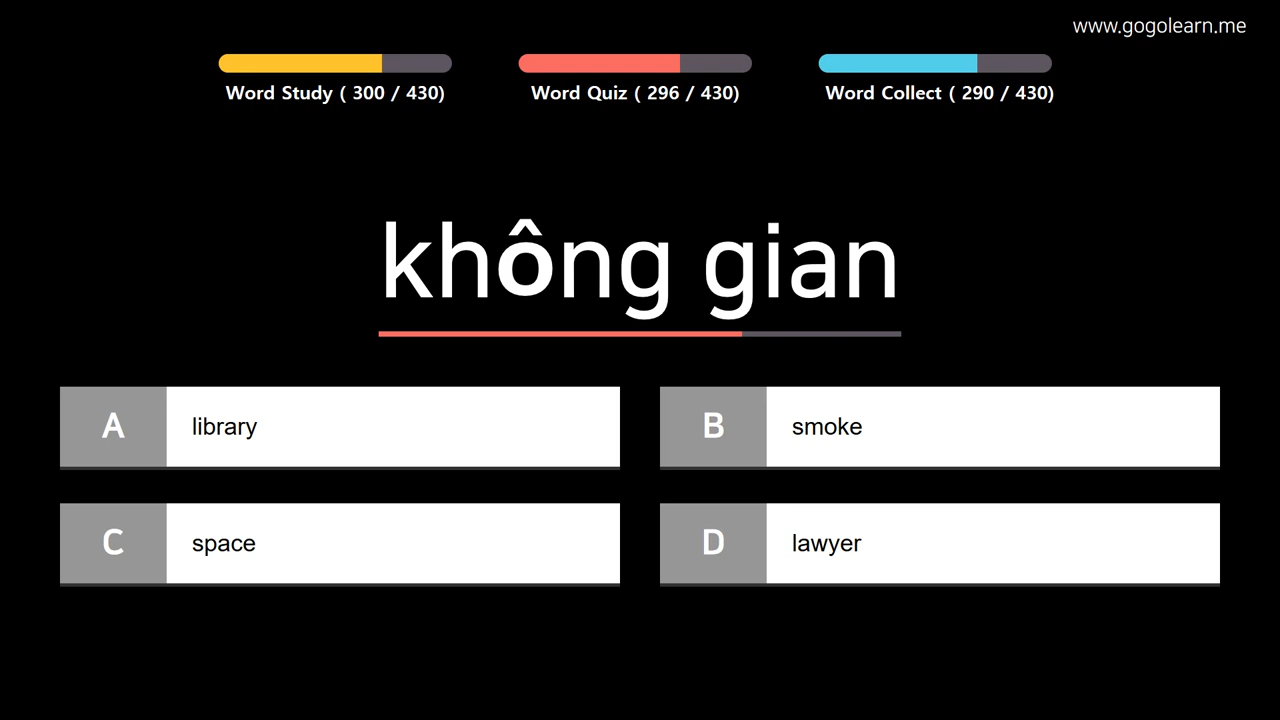 www.gogolearn.me
Word Study ( 300 / 430)
Word Quiz ( 296 / 430)
Word Collect ( 290 / 430)
không gian
A library
B smoke
C space
D lawyer